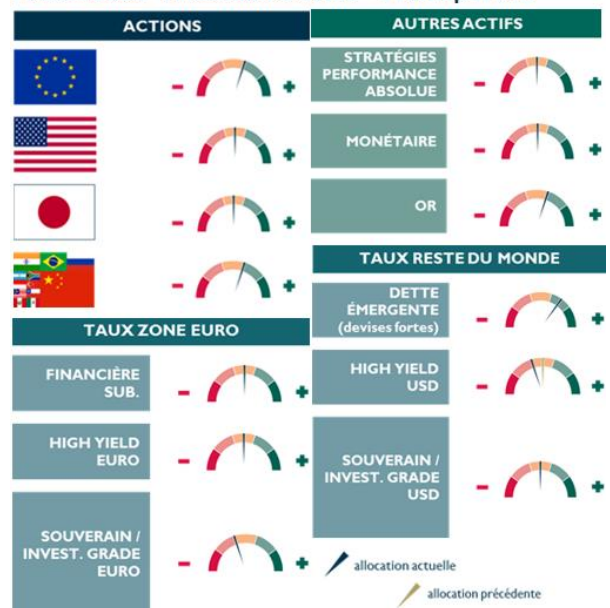 ACTIONS
AUTRES ACTIFS
STRATÉGIES
PERFORMANCE
ABSOLUE
MONÉTAIRE
OR
TAUX RESTE DU MONDE
DETTE
ÉMERGENTE
(devises fortes)
HIGH YIELD
USD
SOUVERAIN /
INVEST. GRADE
USD
TAUX ZONE EURO
FINANCIÈRE
SUB.
HIGH YIELD
EURO
SOUVERAIN /
INVEST. GRADE
EURO
allocation actuelle
allocation précédente